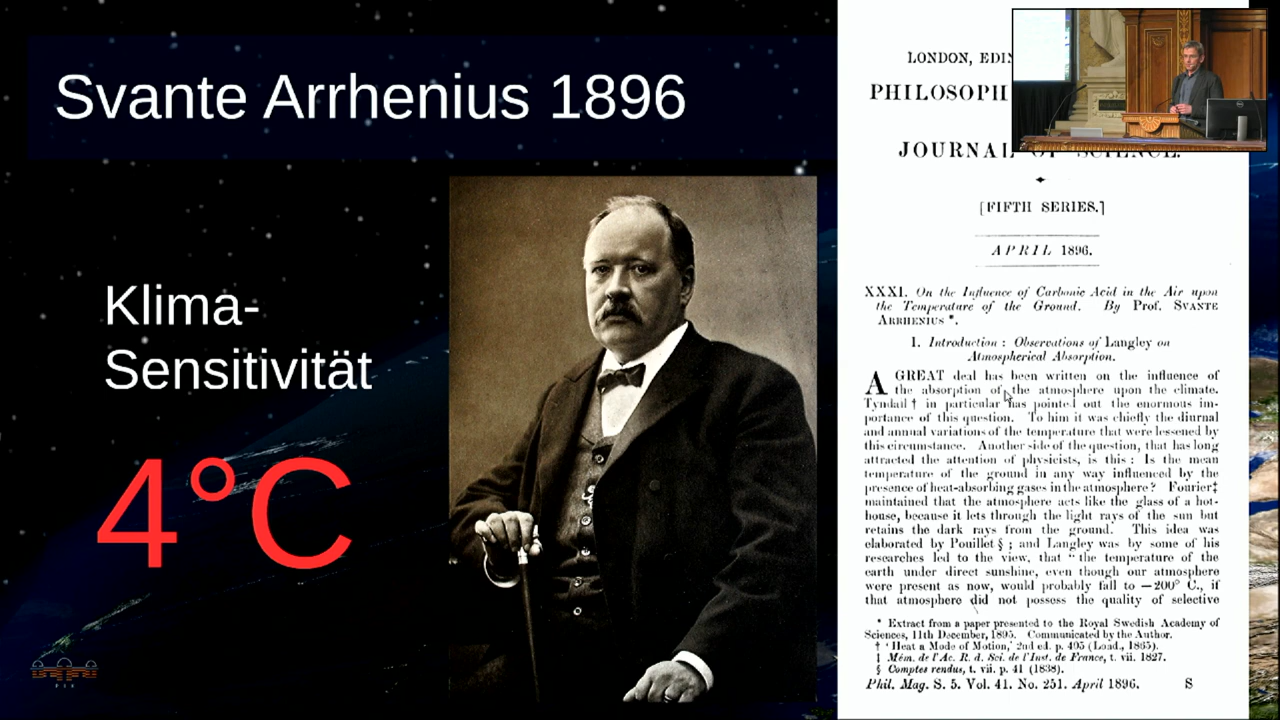 Svante Arrhenius 1896
Klima-
Sensitivität
4°C
LONDON,
PHILOSOPH
JOURNAL OF SCIENCE.
[FIFTH SERIES.]
APRIL 1896.
XXXI. On the Influence of Carbonic Acid in the Air upon
the Temperature of the Ground. By Prof. SVANTE
ARRHENIUS *.
1. Introduction : Observations of Langley on
Atmospherical Absorption.
A GREAT deal has been written on the influence of
the absorption of the atmosphere upon the climate.
Tyndall † in particular has pointed out the enormous im-
portance of this question. To him it was chiefly the diurnal
and annual variations of the temperature that were lessened by
this circumstance. Another side of the question, that has long
attracted the attention of physicists, is this : Is the mean
temperature of the ground in any way influenced by the
presence of heat-absorbing gases in the atmosphere ? Fourier‡
maintained that the atmosphere acts like the glass of a hot-
house, because it lets through the light rays of the sun but
retains the dark rays from the ground. This idea was
elaborated by Pouillet § ; and Langley was by some of his
researches led to the view, that “ the temperature of the
earth under direct sunshine, even though our atmosphere
were present as now, would probably fall to −200° C., if
that atmosphere did not possess the quality of selective
* Extract from a paper presented to the Royal Swedish Academy of
Sciences, 11th December, 1895. Communicated by the Author.
† ‘ Heat a Mode of Motion,’ 2nd ed. p. 405 (Lond., 1865).
‡ Mém. de l'Ac. R. d. Sci. de l'Inst. de France, t. vii. 1827.
§ Comptes rendus, t. vii. p. 41 (1838).
Phil. Mag. S. 5. Vol. 41. No. 251. April 1896. S
PIK